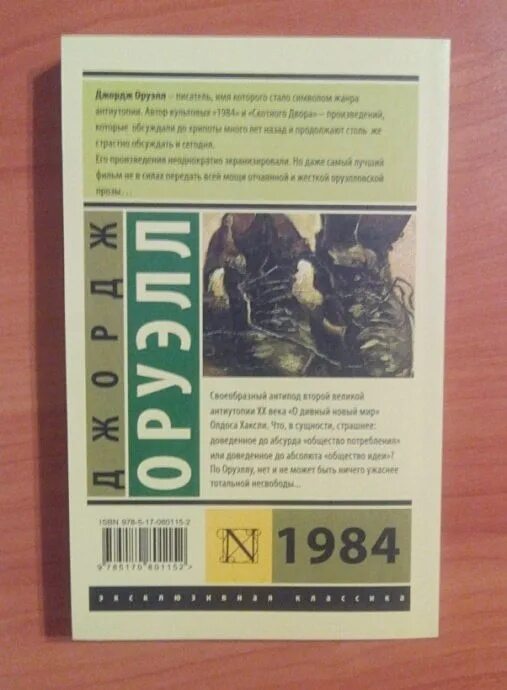 Джордж Оруэлл – писатель, имя которого стало символом жанра
антиутопии. Автор культовых «1984» и «Скотного Двора» – произведений,
которые обсуждали до хрипоты много лет назад и продолжают столь же
страстно обсуждать и сегодня.
Его произведения неоднократно экранизировали. Но даже самый лучший
фильм не в силах передать всей мощи отчаянной и жесткой оруэлловской
прозы…
ДЖОРДЖ
ОРУЭЛЛ
Своеобразный антипод второй великой
антиутопии XX века «О дивный новый мир»
Олдоса Хаксли. Что, в сущности, страшнее:
доведенное до абсурда «общество потребления»
или доведенное до абсолюта «общество идеи»?
По Оруэллу, нет и не может быть ничего ужаснее
тотальной несвободы...
ISBN 978-5-17-080115-2
9 785170 801152 >
N
1984
эксклюзивная классика